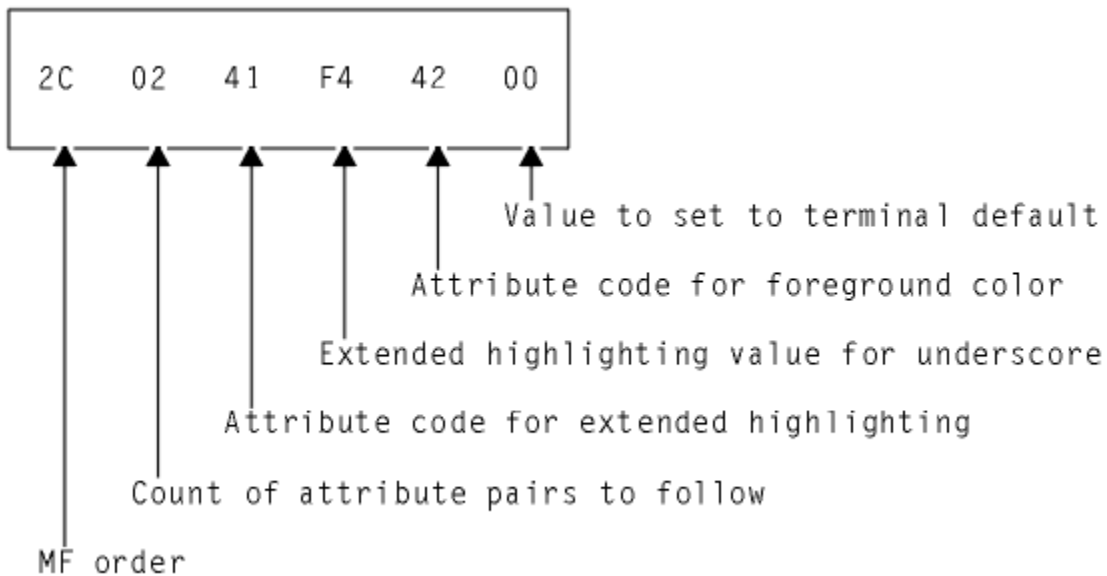 2C 02 41 F4 42 00
Value to set to terminal default
Attribute code for foreground color
Extended highlighting value for underscore
Attribute code for extended highlighting
Count of attribute pairs to follow
MF order